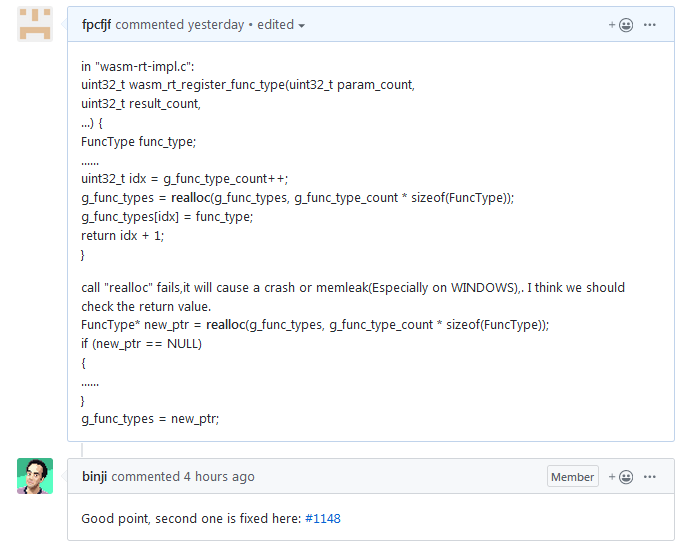 fpcfjf commented yesterday • edited
in "wasm-rt-impl.c":
uint32_t wasm_rt_register_func_type(uint32_t param_count,
uint32_t result_count,
...) {
FuncType func_type;
......
uint32_t idx = g_func_type_count++;
g_func_types = realloc(g_func_types, g_func_type_count * sizeof(FuncType));
g_func_types[idx] = func_type;
return idx + 1;
}
call "realloc" fails,it will cause a crash or memleak(Especially on WINDOWS),. I think we should
check the return value.
FuncType* new_ptr = realloc(g_func_types, g_func_type_count * sizeof(FuncType));
if (new_ptr == NULL)
{
......
}
g_func_types = new_ptr;
binji commented 4 hours ago Member
Good point, second one is fixed here: #1148